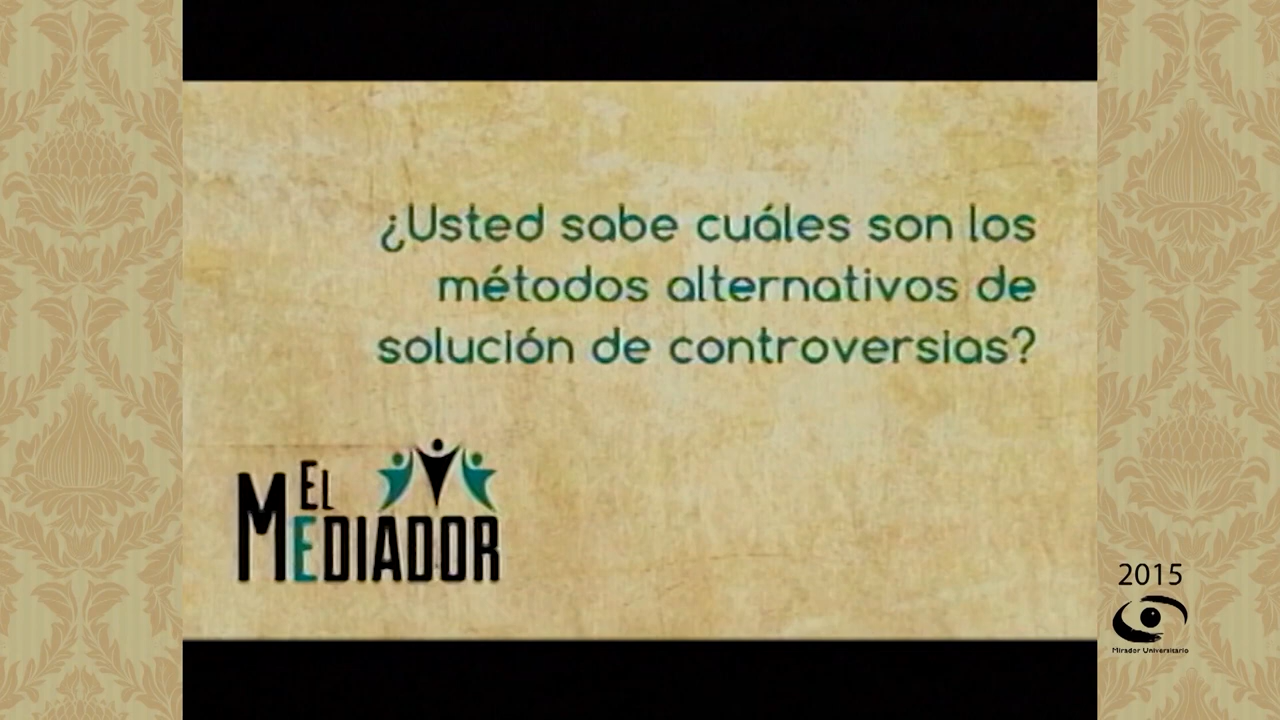 ¿Usted sabe cuáles son los
métodos alternativos de
solución de controversias?
EL
MEDIADOR
2015
Mirador Universitario